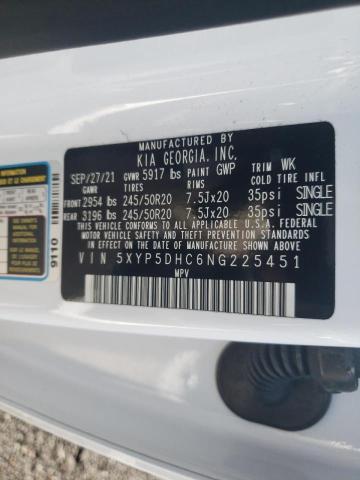 MANUFACTURED BY
KIA GEORGIA, INC.
SEP/27/21 GVWR 5917 lbs PAINT GWP TRIM WK
GAWR TIRES RIMS COLD TIRE INFL
FRONT 2954 lbs 245/50R20 7.5Jx20 35psi SINGLE
REAR 3196 lbs 245/50R20 7.5Jx20 35psi SINGLE
THIS VEHICLE CONFORMS TO ALL APPLICABLE U.S. FEDERAL
MOTOR VEHICLE SAFETY AND THEFT PREVENTION STANDARDS
IN EFFECT ON THE DATE OF MANUFACTURE SHOWN ABOVE.
VIN 5XYP5DHC6NG225451
MPV
9110